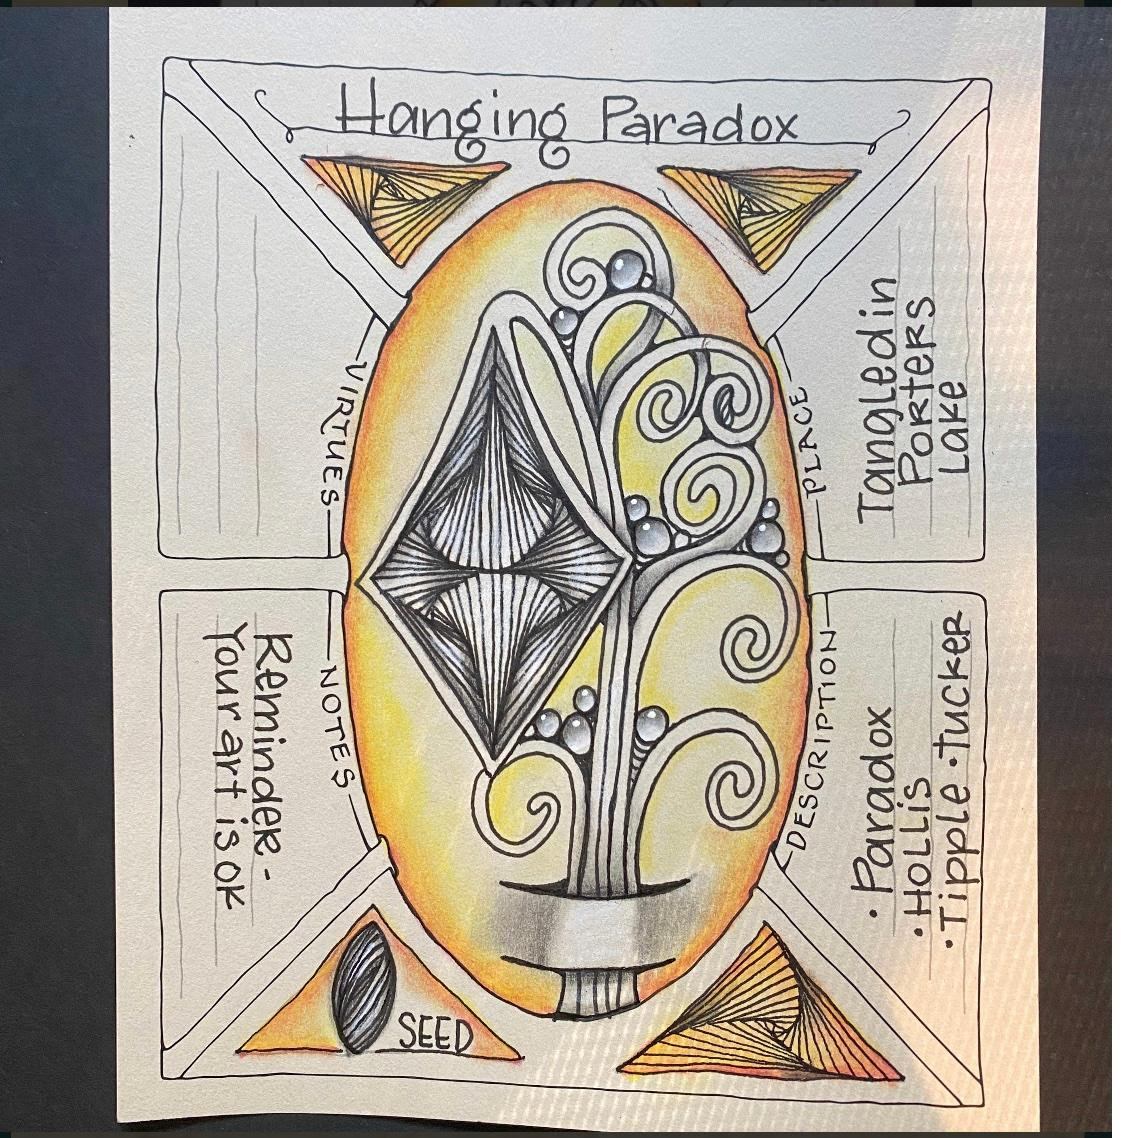 Hanging Paradox
VIRTUES
PLACE
Tangled in
PORTERS
Lake
NOTES
Reminder-
Your art is ok
DESCRIPTION
• Paradox
• HOLLIS
• Tipple • Tucker
SEED